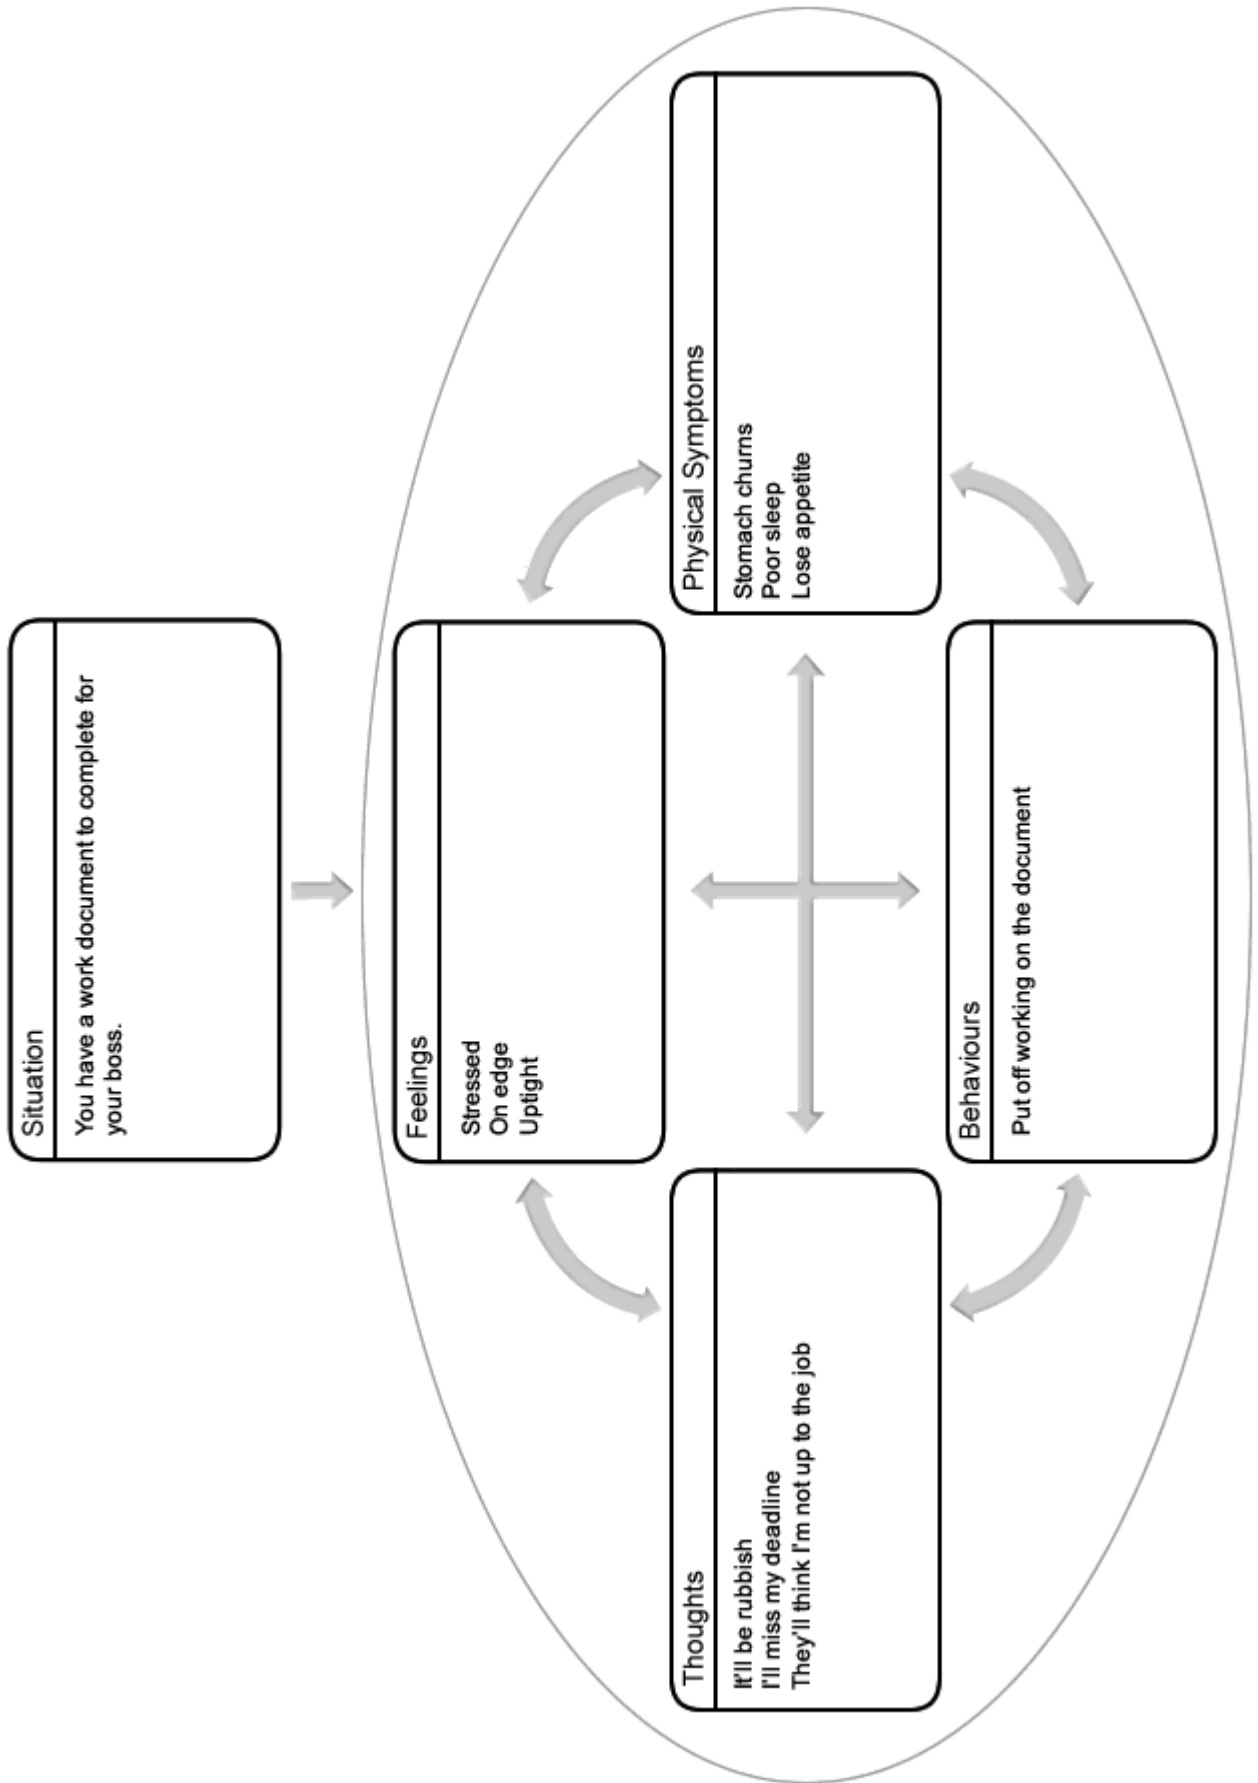 Situation
You have a work document to complete for
your boss.
Feelings
Stressed
On edge
Uptight
Thoughts
It'll be rubbish
I'll miss my deadline
They'll think I'm not up to the job
Physical Symptoms
Stomach churns
Poor sleep
Lose appetite
Behaviours
Put off working on the document